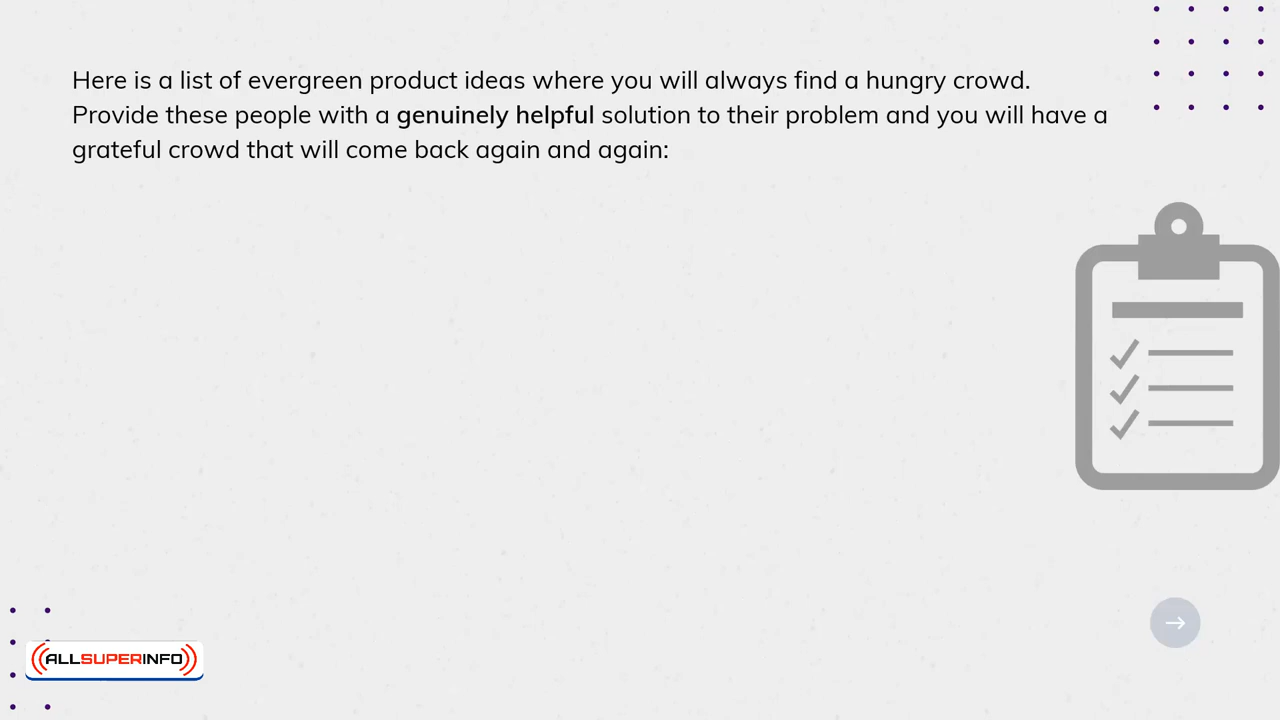 Here is a list of evergreen product ideas where you will always find a hungry crowd.
Provide these people with a genuinely helpful solution to their problem and you will have a
grateful crowd that will come back again and again:
ALLSUPERINFO